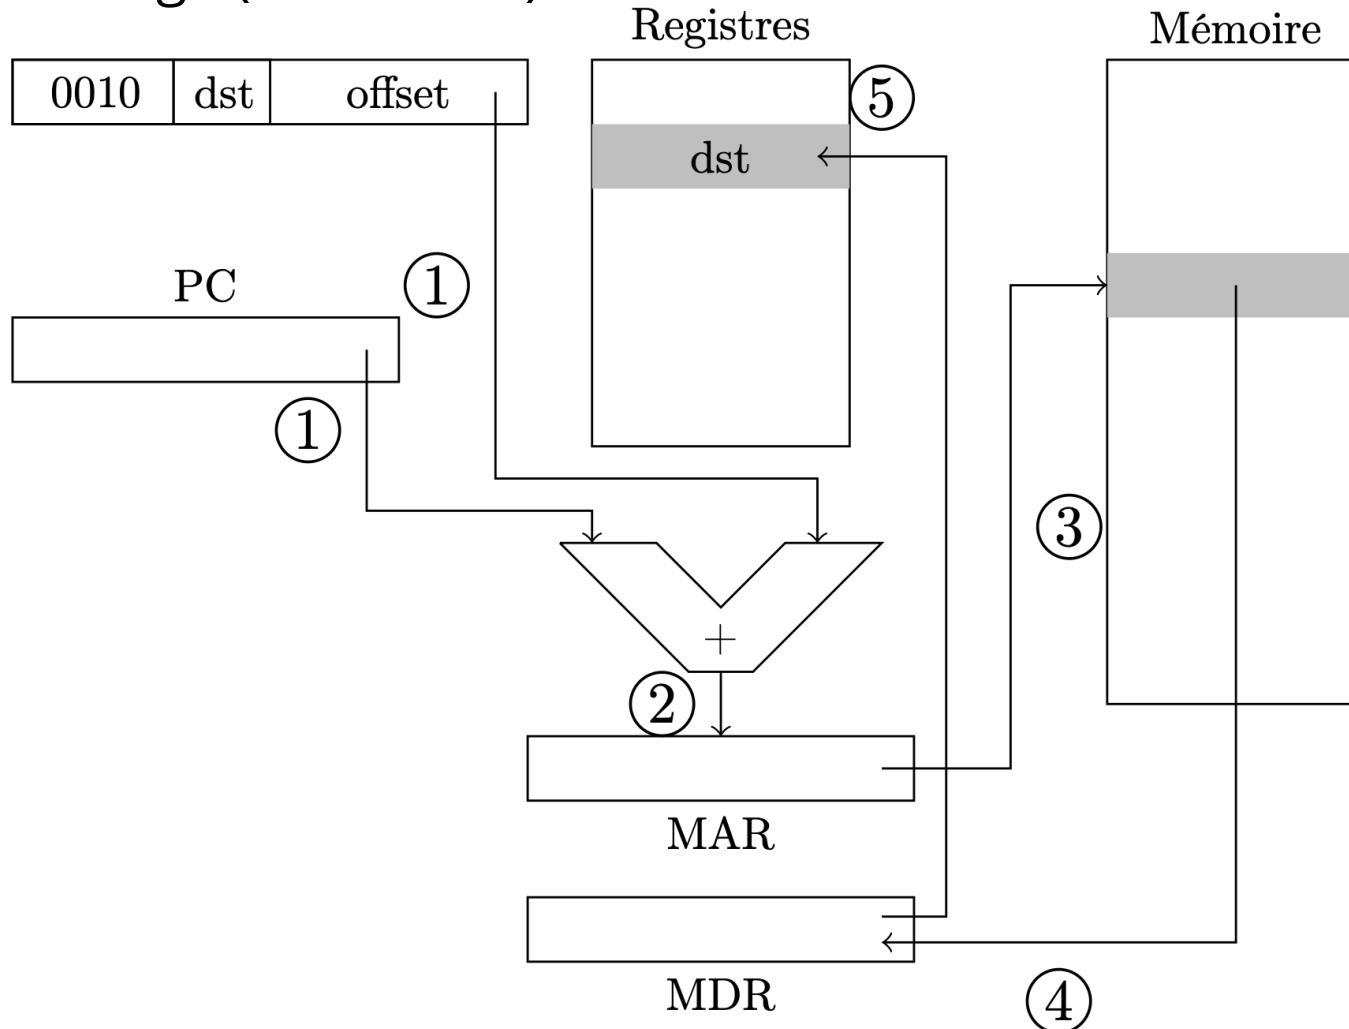 Registres
Mémoire
0010 dst offset
5
dst
PC
1
1
3
+
2
MAR
MDR
4